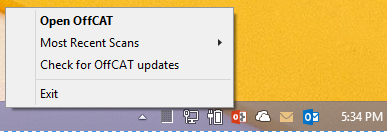 Open OffCAT
Most Recent Scans
Check for OffCAT updates
Exit
5:34 PM